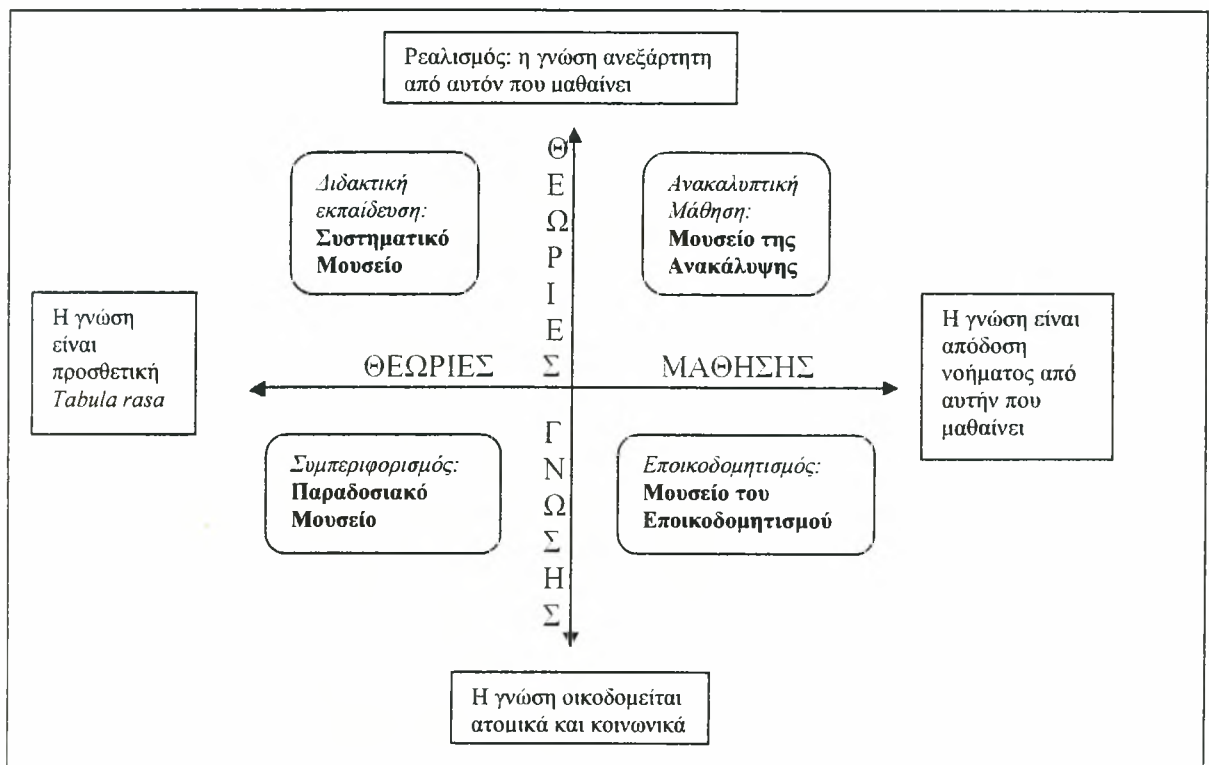 Ρεαλισμός: η γνώση ανεξάρτητη
από αυτόν που μαθαίνει
Διδακτική
εκπαίδευση:
Συστηματικό
Μουσείο
Θ
Ε
Ω
Ρ
Ι
Ε
Σ
Ανακαλυπτική
Μάθηση:
Μουσείο της
Ανακάλυψης
Η γνώση
είναι
προσθετική
Tabula rasa
ΘΕΩΡΙΕΣ
ΜΑΘΗΣΗΣ
Η γνώση είναι
απόδοση
νοήματος από
αυτήν που
μαθαίνει
Συμπεριφορισμός:
Παραδοσιακό
Μουσείο
Γ
Ν
Ω
Σ
Η
Σ
Εποικοδομητισμός:
Μουσείο του
Εποικοδομητισμού
Η γνώση οικοδομείται
ατομικά και κοινωνικά